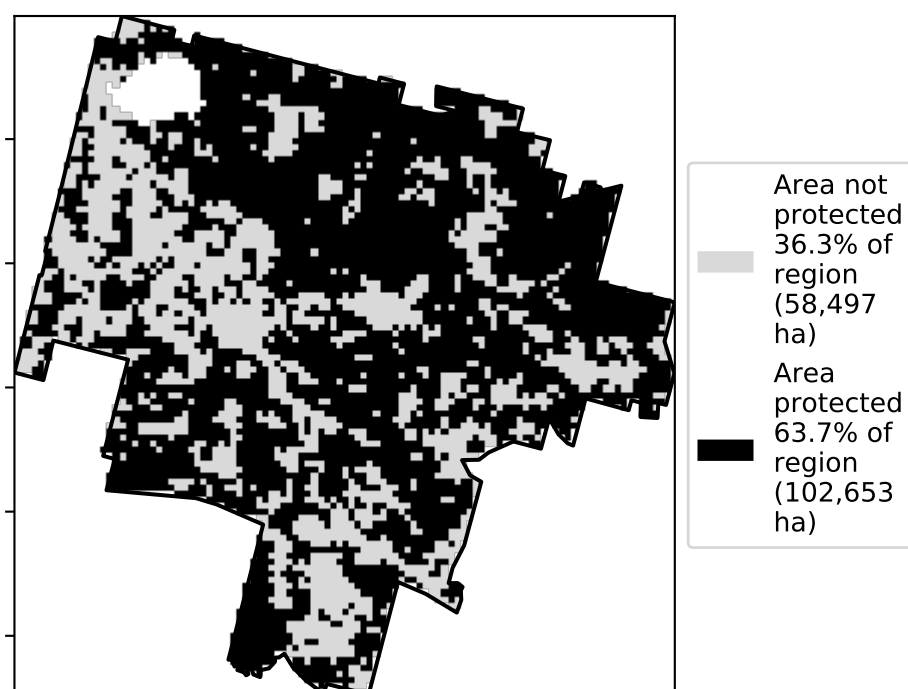 Area not
protected
36.3% of
region
(58,497
ha)
Area
protected
63.7% of
region
(102,653
ha)